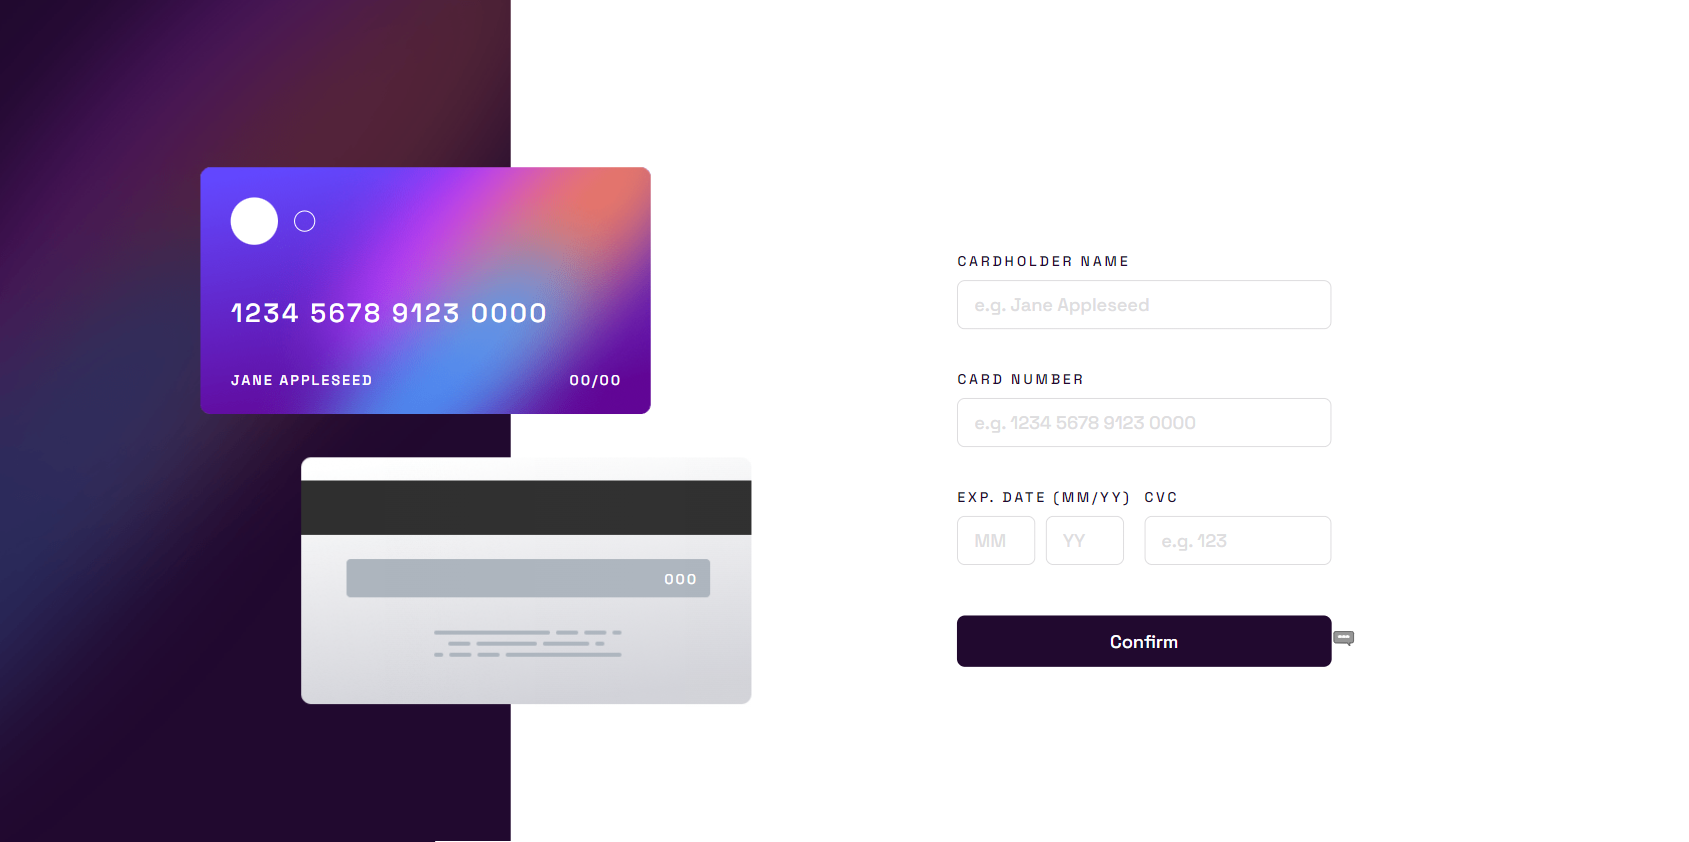 1234 5678 9123 0000
JANE APPLESEED 00/00
000
CARDHOLDER NAME
e.g. Jane Appleseed
CARD NUMBER
e.g. 1234 5678 9123 0000
EXP. DATE (MM/YY) CVC
MM YY e.g. 123
Confirm